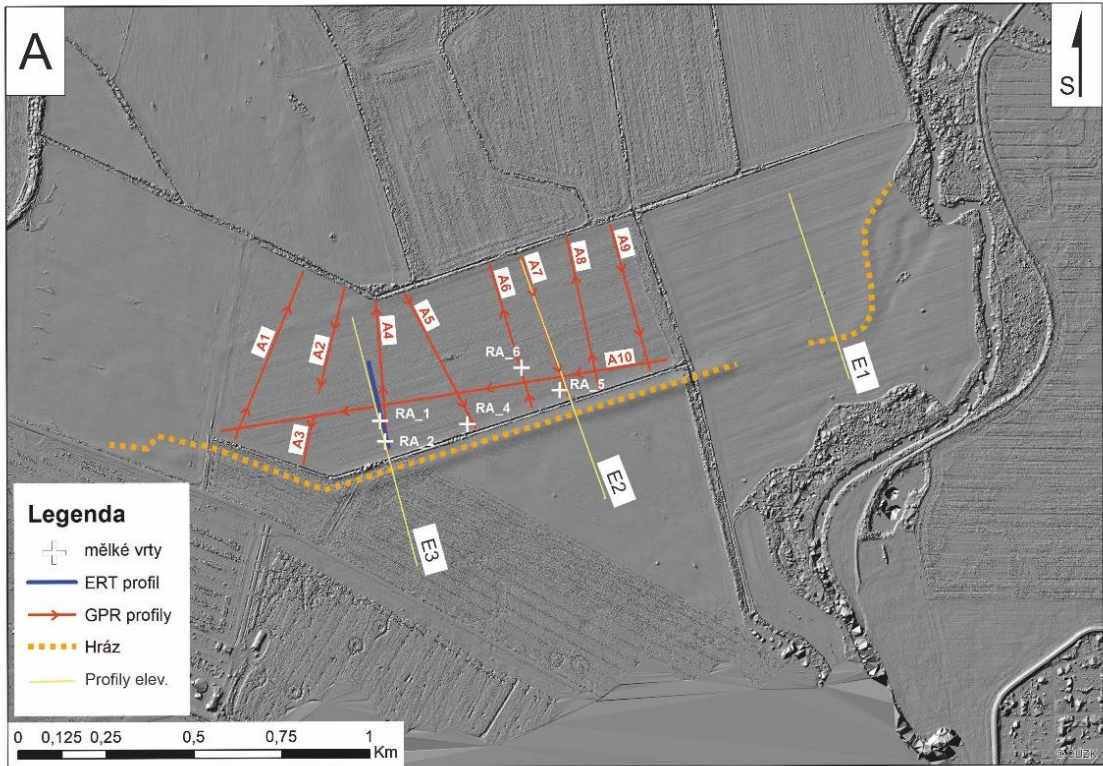 A
S
A1
A2
A3
A4
A5
A6
A7
A8
A9
A10
RA_6
RA_5
RA_1
RA_4
RA_2
E1
E2
E3
Legenda
mělké vrty
ERT profil
GPR profily
Hráz
Profily elev.
0 0,125 0,25 0,5 0,75 1
Km
© ČÚZK